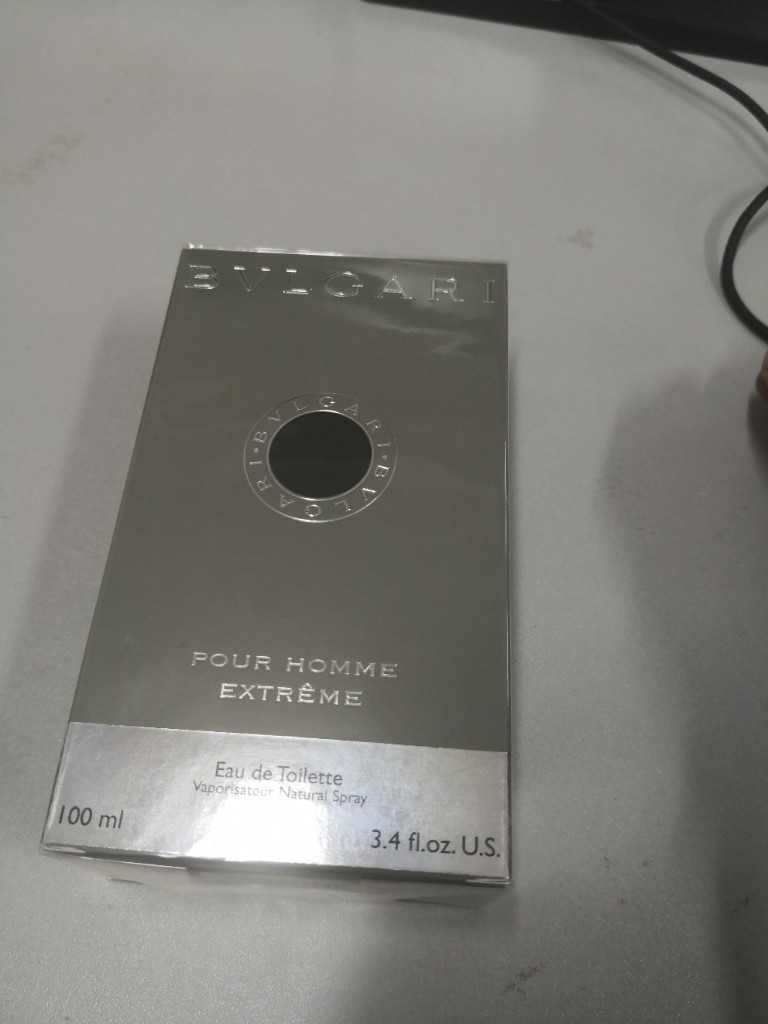 BVLGARI
BVLGARI · BVLGARI ·
POUR HOMME
EXTRÊME
Eau de Toilette
Vaporisateur Natural Spray
100 ml
3.4 fl.oz. U.S.